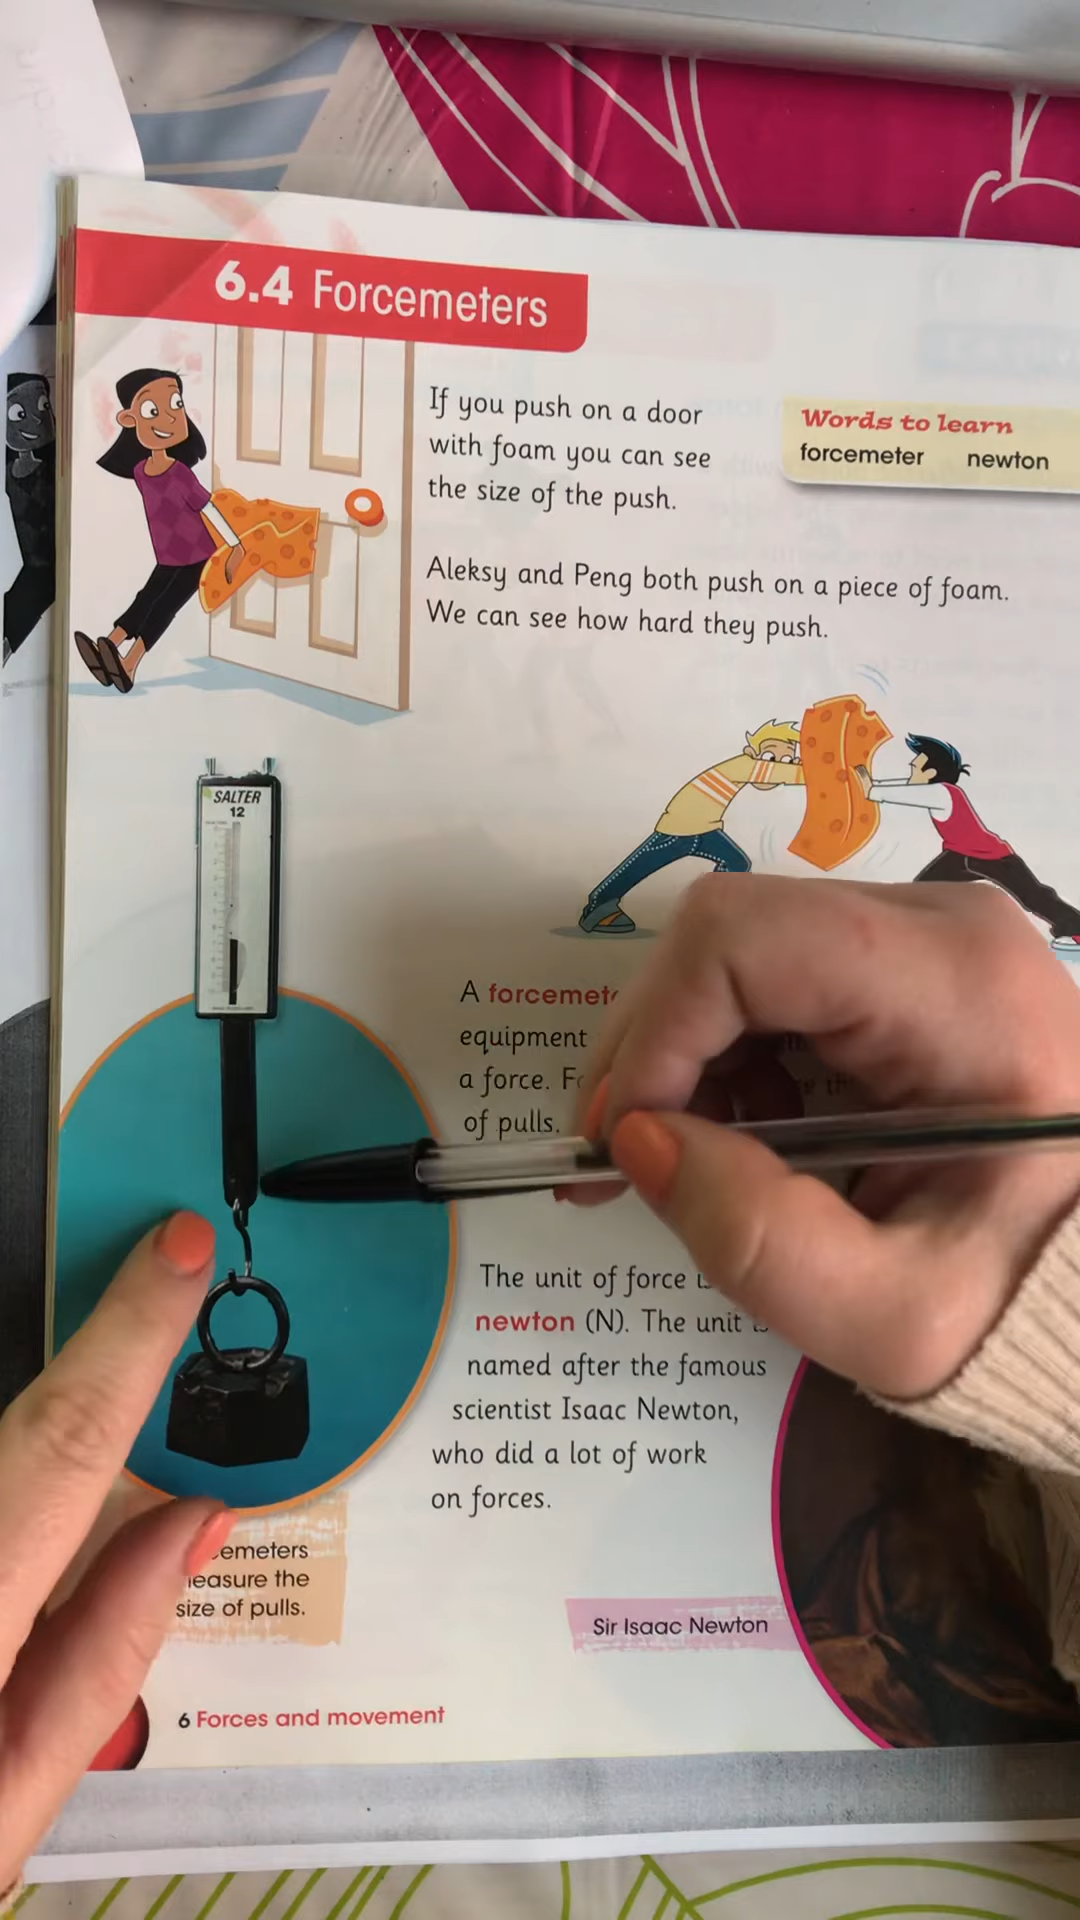 6.4 Forcemeters
If you push on a door
with foam you can see
the size of the push.
Words to learn
forcemeter newton
Aleksy and Peng both push on a piece of foam.
We can see how hard they push.
SALTER
12
A
equipment
a force.
of pulls.
The unit of force
newton (N). The unit
named after the famous
scientist Isaac Newton,
who did a lot of work
on forces.
the
size of pulls.
Sir Isaac Newton
6 Forces and movement